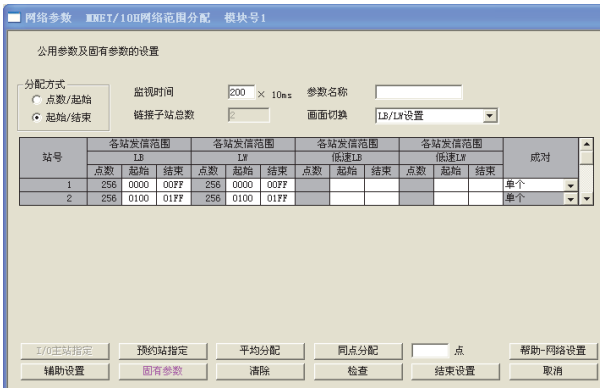 网络参数 MNET/10H网络范围分配 模块号1
公用参数及固有参数的设置
分配方式
点数/起始
起始/结束
监视时间 200 × 10ms 参数名称
链接子站总数 2 画面切换 LB/LW设置
站号 各站发信范围 各站发信范围 各站发信范围 各站发信范围 成对
LB LW 低速LB 低速LW
点数 起始 结束 点数 起始 结束 点数 起始 结束 点数 起始 结束
1 256 0000 00FF 256 0000 00FF 单个
2 256 0100 01FF 256 0100 01FF 单个
I/O主站指定 预约站指定 平均分配 同点分配 点 帮助-网络设置
辅助设置 固有参数 清除 检查 结束设置 取消